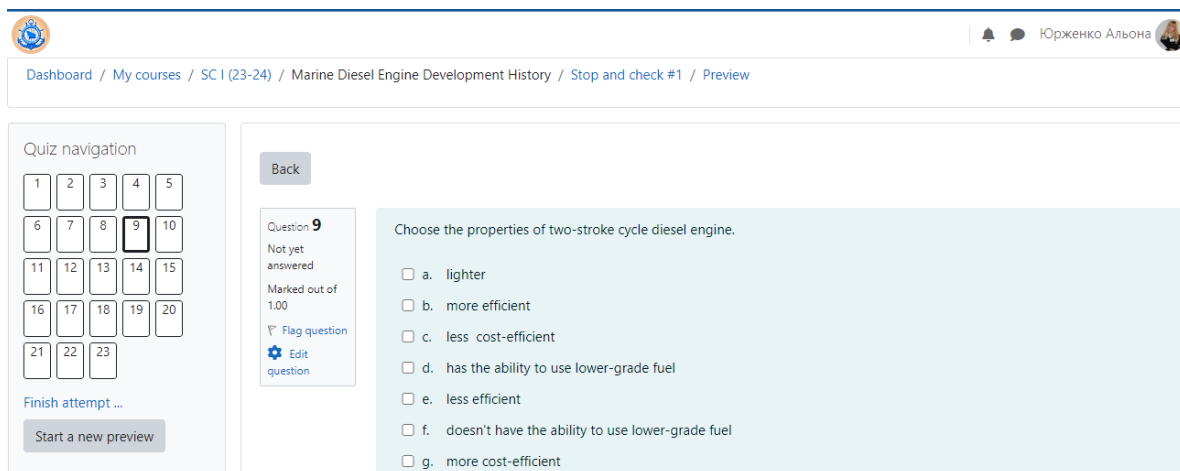 Юрженко Альона
Dashboard / My courses / SC I (23-24) / Marine Diesel Engine Development History / Stop and check #1 / Preview
Quiz navigation
1 2 3 4 5
6 7 8 9 10
11 12 13 14 15
16 17 18 19 20
21 22 23
Finish attempt ...
Start a new preview
Back
Question 9
Not yet
answered
Marked out of
1.00
Flag question
Edit
question
Choose the properties of two-stroke cycle diesel engine.
a. lighter
b. more efficient
c. less cost-efficient
d. has the ability to use lower-grade fuel
e. less efficient
f. doesn't have the ability to use lower-grade fuel
g. more cost-efficient